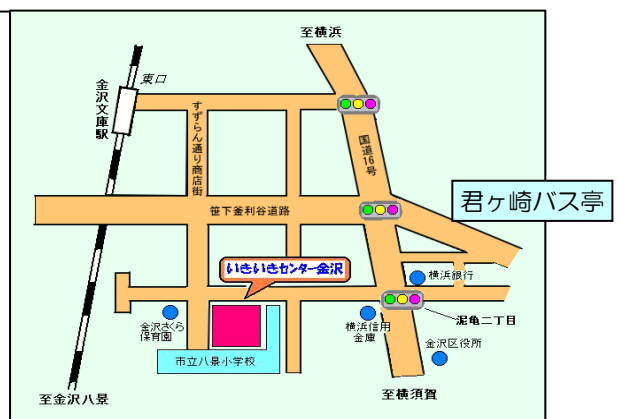 至横浜
東口
金沢文庫駅
すずらん通り商店街
国道16号
君ヶ崎バス亭
笹下釜利谷道路
いきいきセンター金沢
横浜銀行
金沢さくら
保育園
横浜信用
金庫
泥亀二丁目
金沢区役所
市立八景小学校
至金沢八景
至横須賀